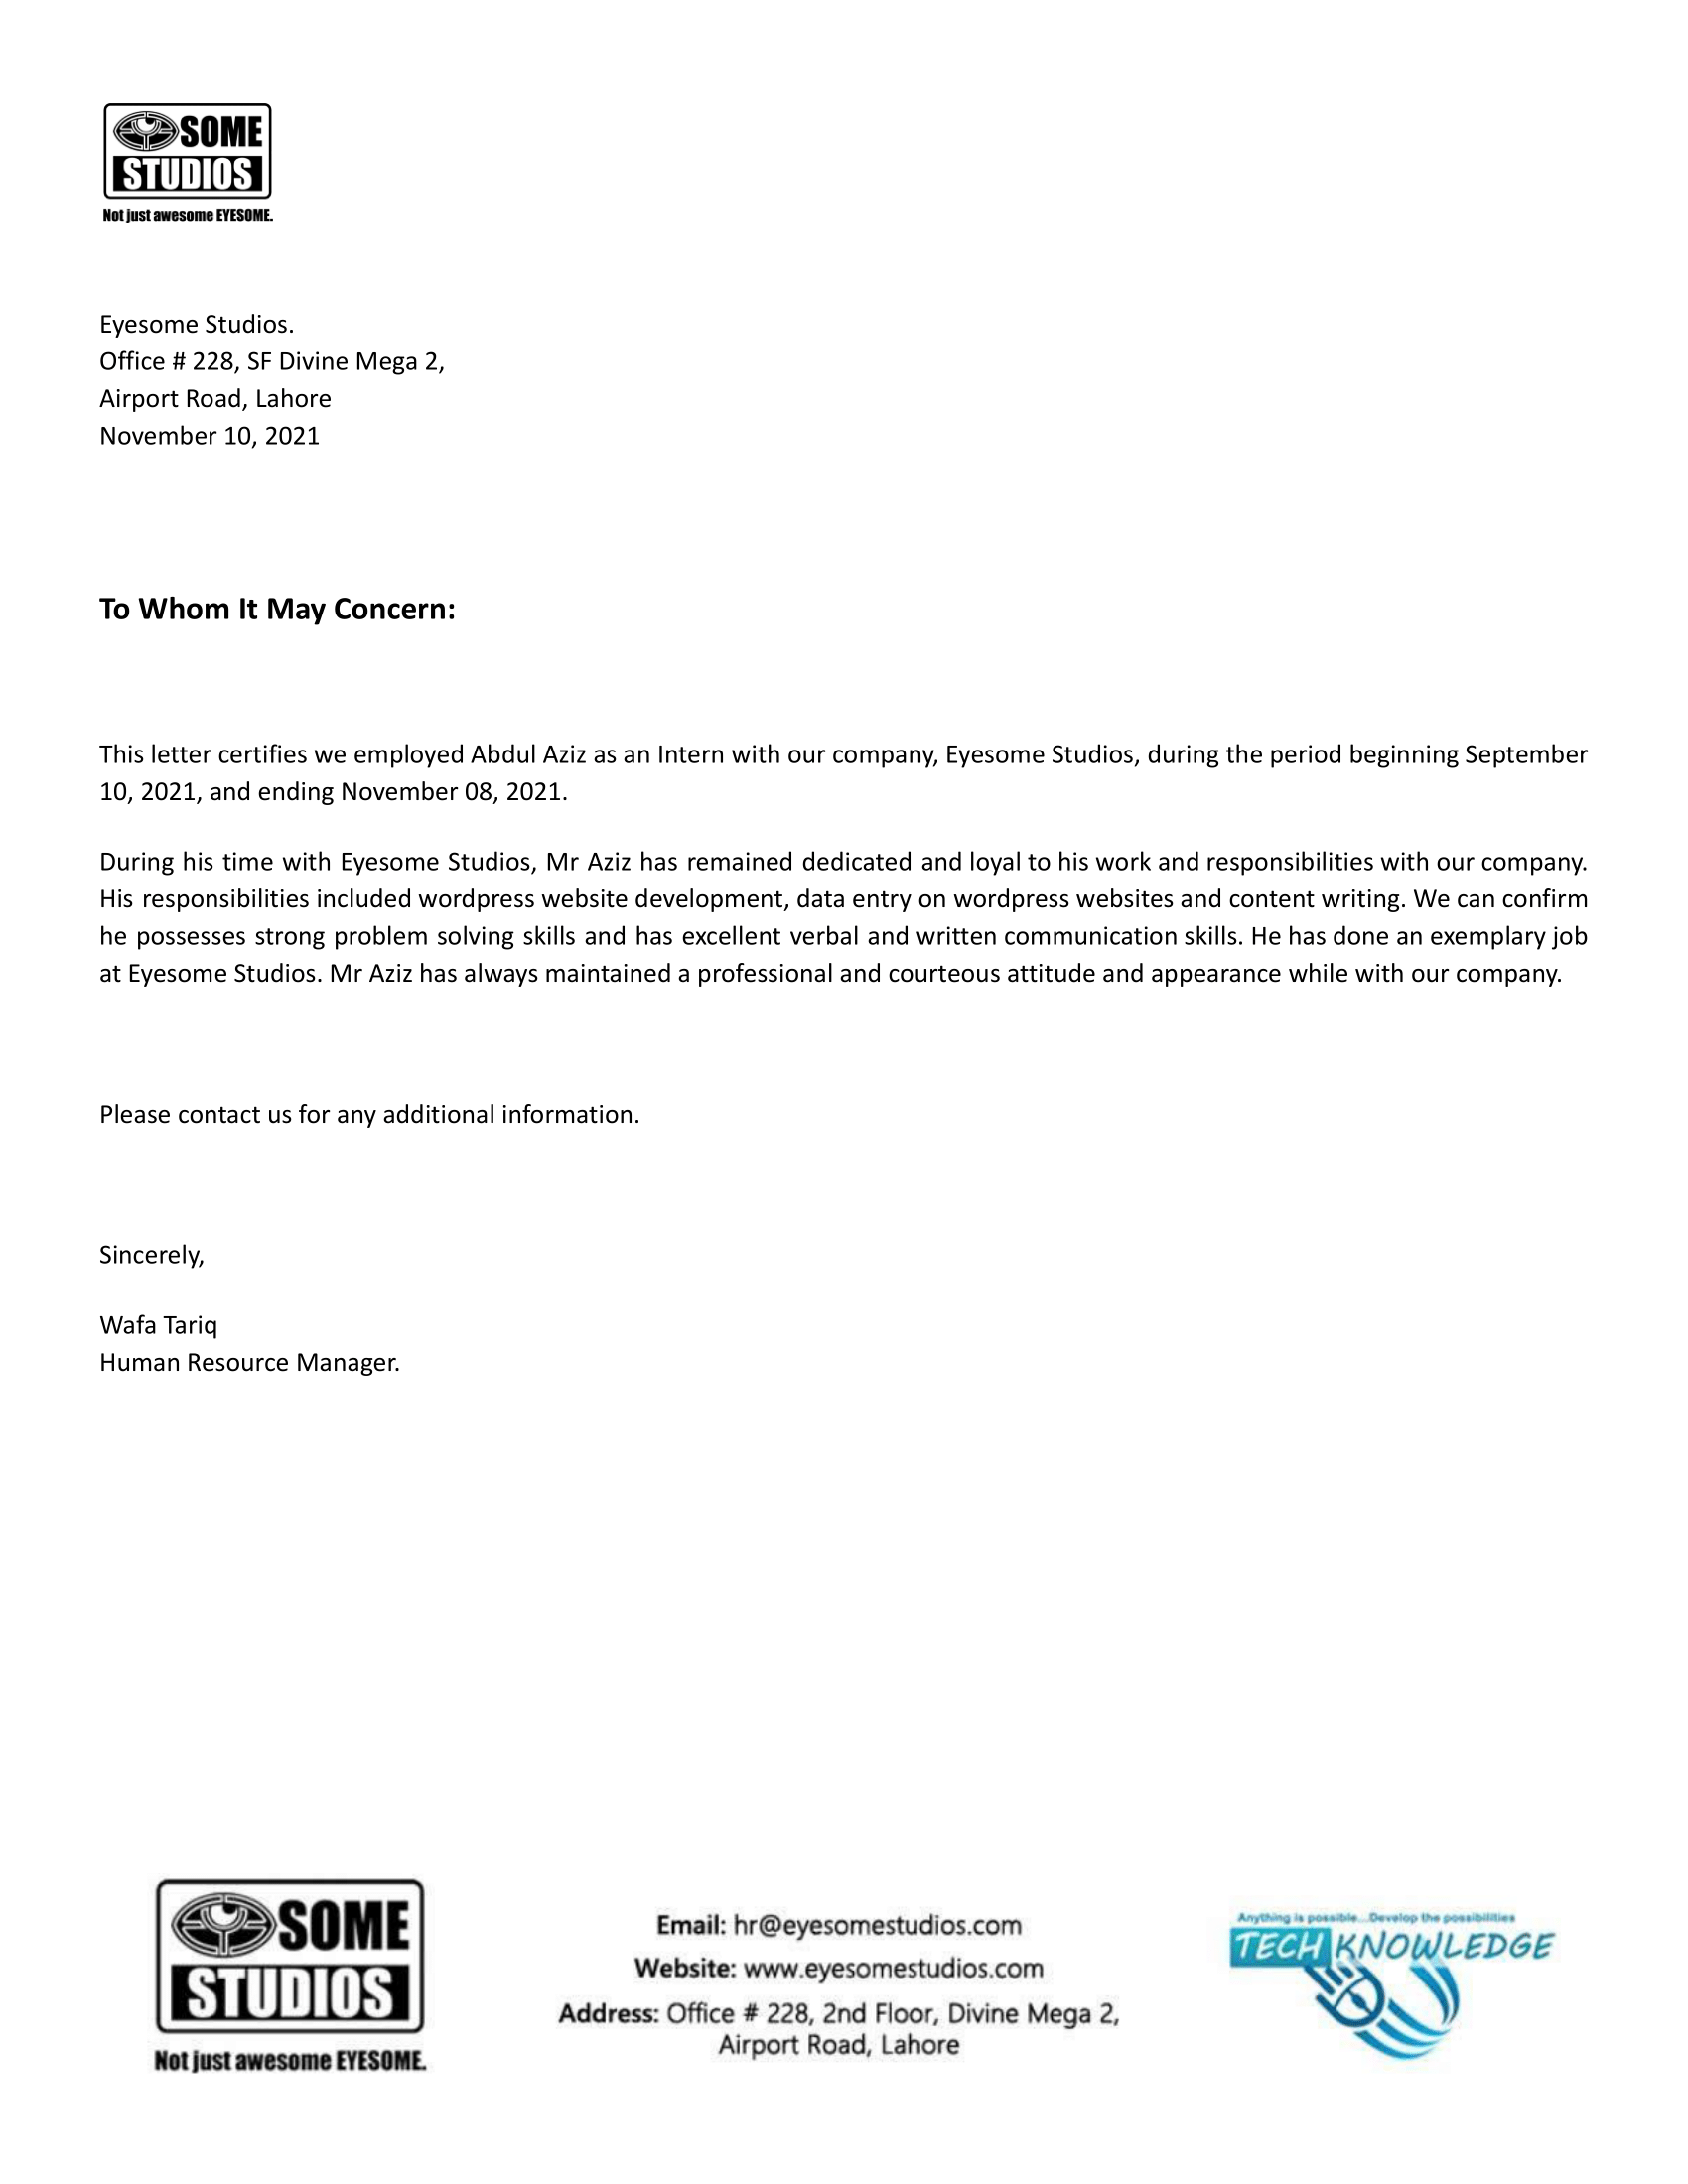 SOME
STUDIOS
Not just awesome EYESOME.
Eyesome Studios.
Office # 228, SF Divine Mega 2,
Airport Road, Lahore
November 10, 2021
To Whom It May Concern:
This letter certifies we employed Abdul Aziz as an Intern with our company, Eyesome Studios, during the period beginning September
10, 2021, and ending November 08, 2021.
During his time with Eyesome Studios, Mr Aziz has remained dedicated and loyal to his work and responsibilities with our company.
His responsibilities included wordpress website development, data entry on wordpress websites and content writing. We can confirm
he possesses strong problem solving skills and has excellent verbal and written communication skills. He has done an exemplary job
at Eyesome Studios. Mr Aziz has always maintained a professional and courteous attitude and appearance while with our company.
Please contact us for any additional information.
Sincerely,
Wafa Tariq
Human Resource Manager.
SOME
STUDIOS
Not just awesome EYESOME.
Email: hr@eyesomestudios.com
Website: www.eyesomestudios.com
Address: Office # 228, 2nd Floor, Divine Mega 2,
Airport Road, Lahore
Anything is possible...Develop the possibilities
TECH KNOWLEDGE